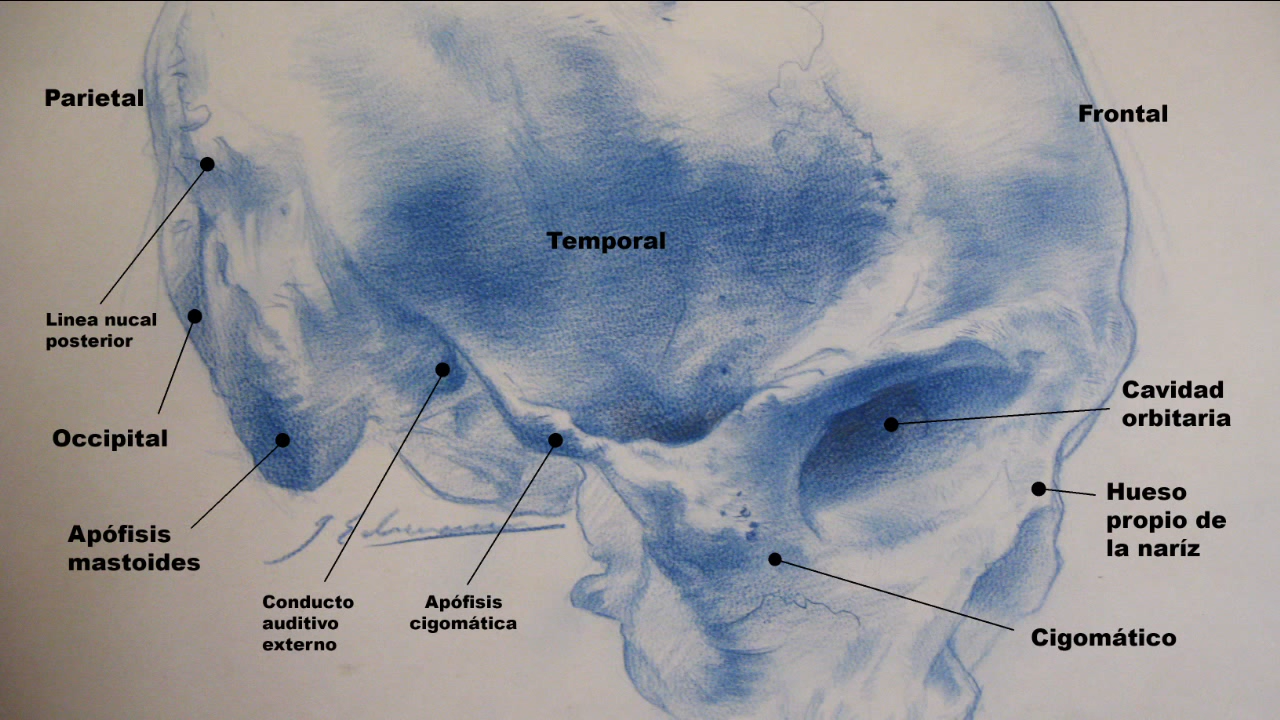 Parietal
Frontal
Temporal
Linea nucal
posterior
Cavidad
orbitaria
Occipital
Hueso
propio de
la naríz
Apófisis
mastoides
Conducto
auditivo
externo
Apófisis
cigomática
Cigomático